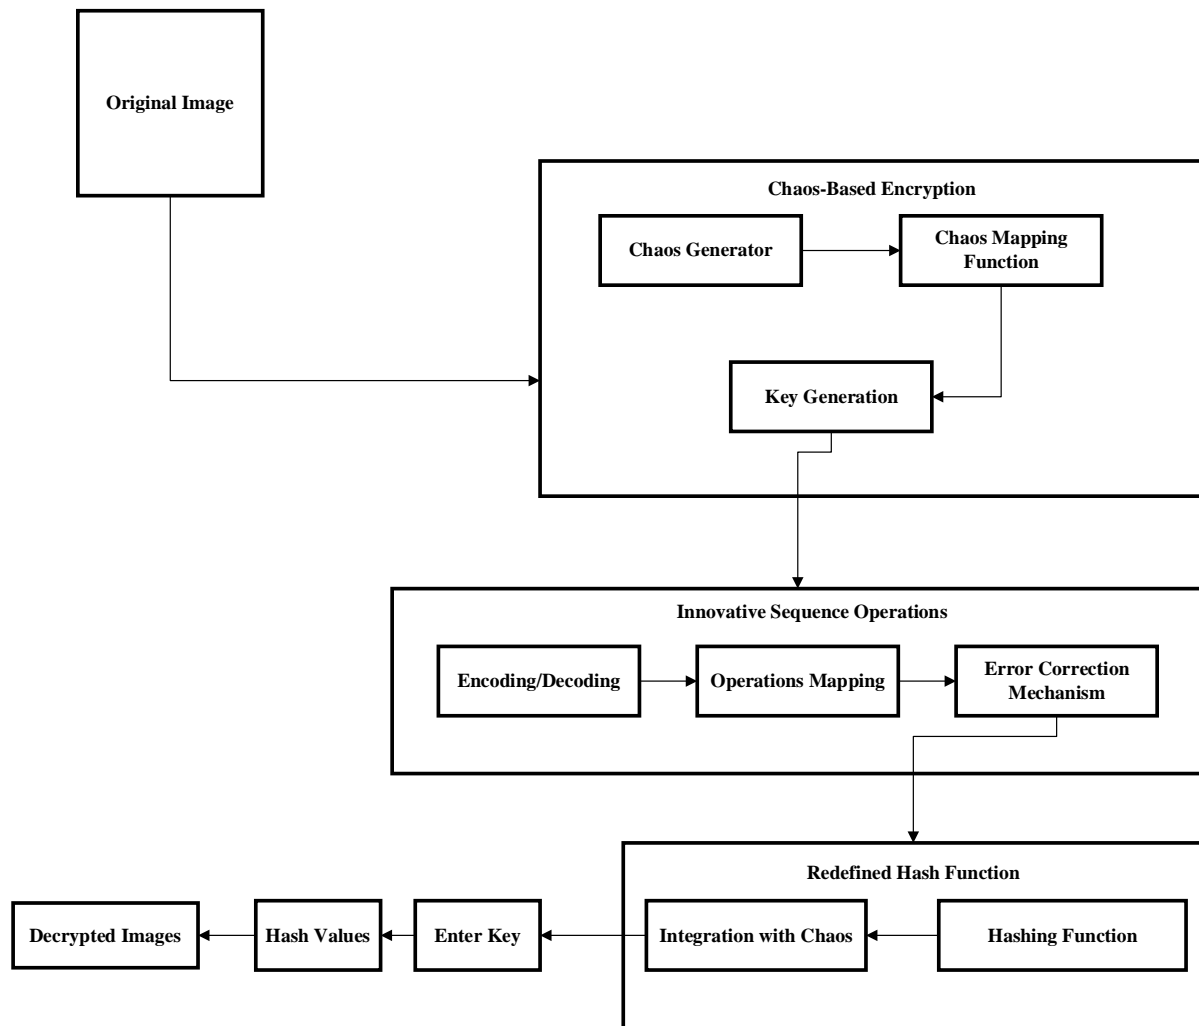 Original Image
Chaos-Based Encryption
Chaos Generator
Chaos Mapping
Function
Key Generation
Innovative Sequence Operations
Encoding/Decoding
Operations Mapping
Error Correction
Mechanism
Redefined Hash Function
Decrypted Images
Hash Values
Enter Key
Integration with Chaos
Hashing Function